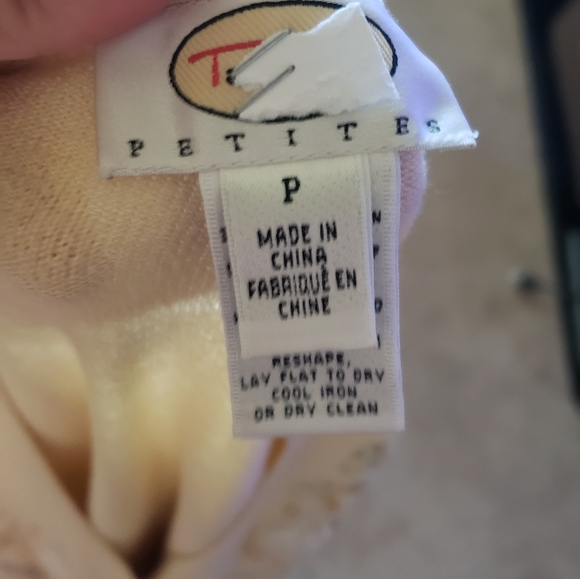 T
PETITES
P
MADE IN
CHINA
FABRIQUÉ EN
CHINE
RESHAPE,
LAY FLAT TO DRY
COOL IRON
OR DRY CLEAN